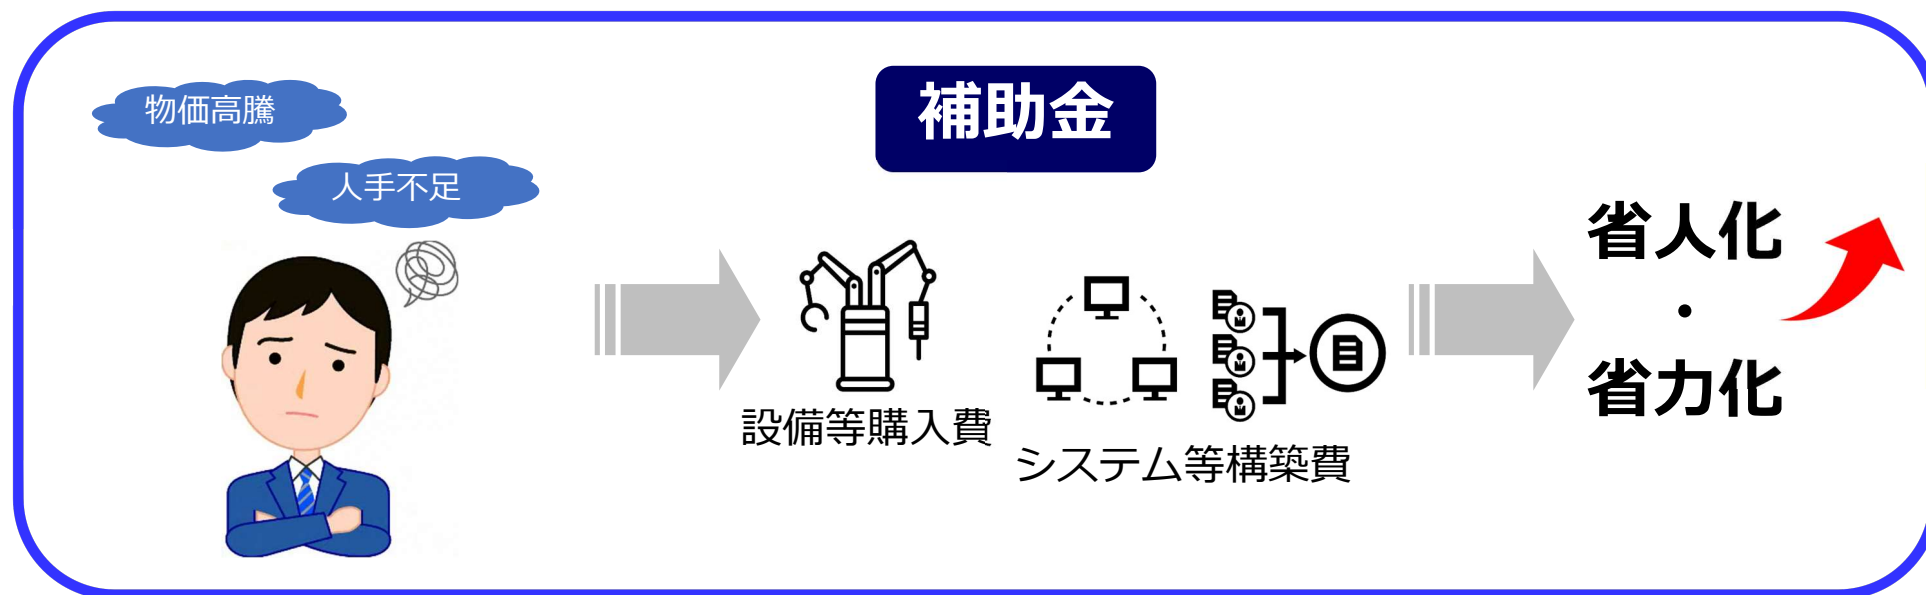 物価高騰
人手不足
補助金
設備等購入費
システム等構築費
省人化
・
省力化